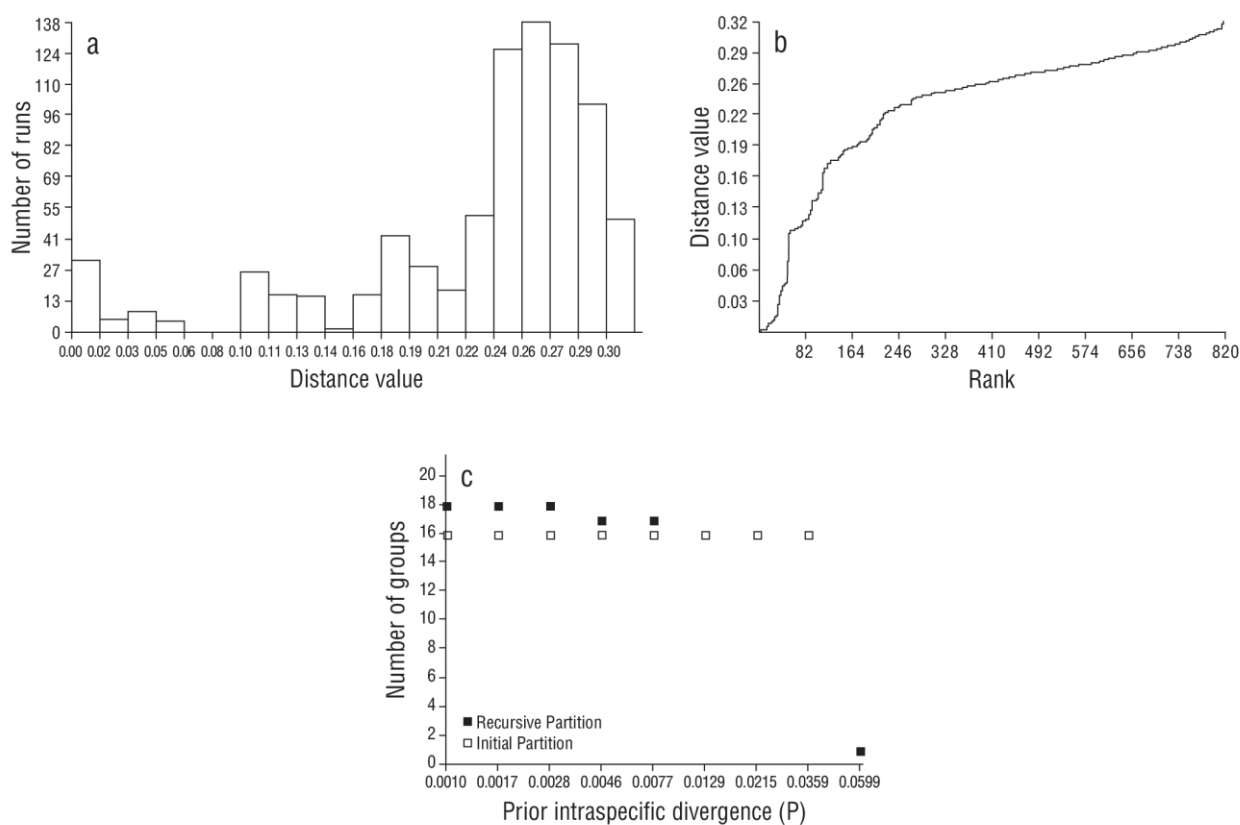 a
Number of runs
138
124
110
96
82
69
55
41
27
13
0
0.00 0.02 0.03 0.05 0.06 0.08 0.10 0.11 0.13 0.14 0.16 0.18 0.19 0.21 0.22 0.24 0.26 0.27 0.29 0.30
Distance value
b
Distance value
0.32
0.29
0.26
0.22
0.19
0.16
0.13
0.10
0.06
0.03
82 164 246 328 410 492 574 656 738 820
Rank
c
Number of groups
20
18
16
14
12
10
8
6
4
2
0
Recursive Partition
Initial Partition
0.0010 0.0017 0.0028 0.0046 0.0077 0.0129 0.0215 0.0359 0.0599
Prior intraspecific divergence (P)